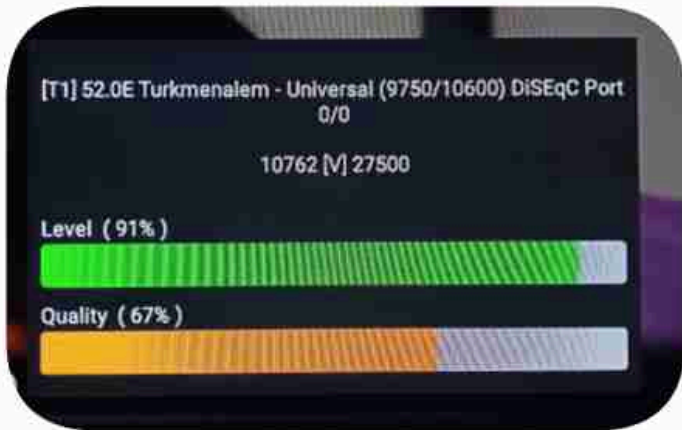 [T1] 52.0E Turkmenalem - Universal (9750/10600) DiSEqC Port
0/0
10762 [V] 27500
Level ( 91% )
Quality ( 67% )